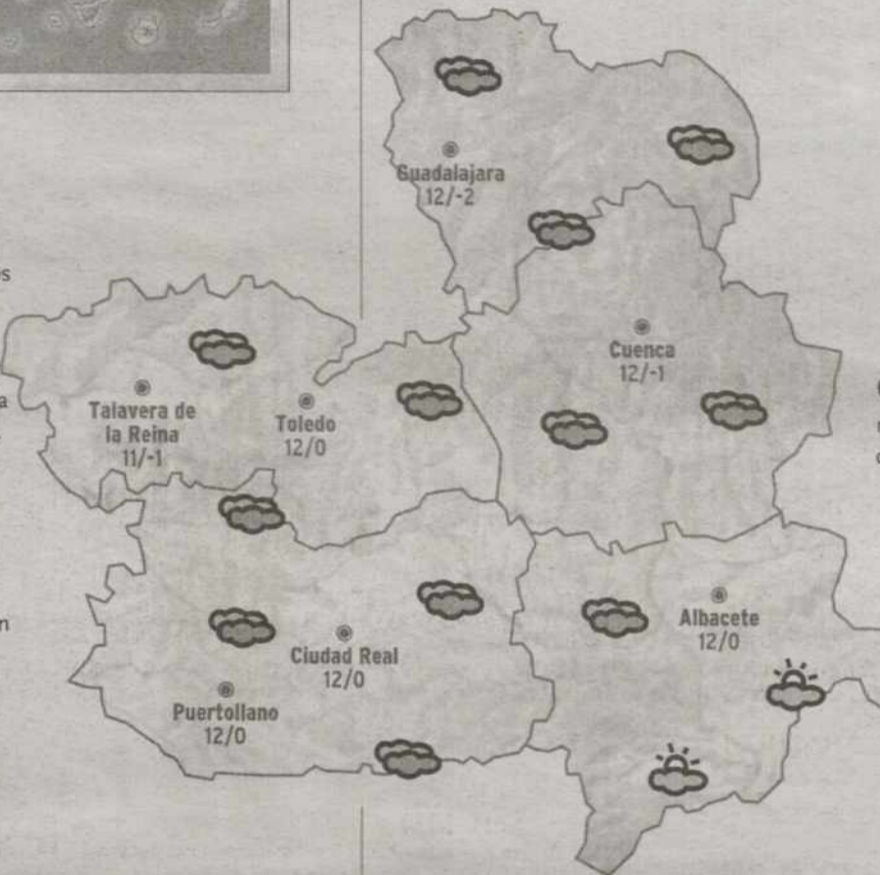 Guadalajara
12/-2
Cuenca
12/-1
Talavera de
la Reina
11/-1
Toledo
12/0
Albacete
12/0
Ciudad Real
12/0
Puertollano
12/0